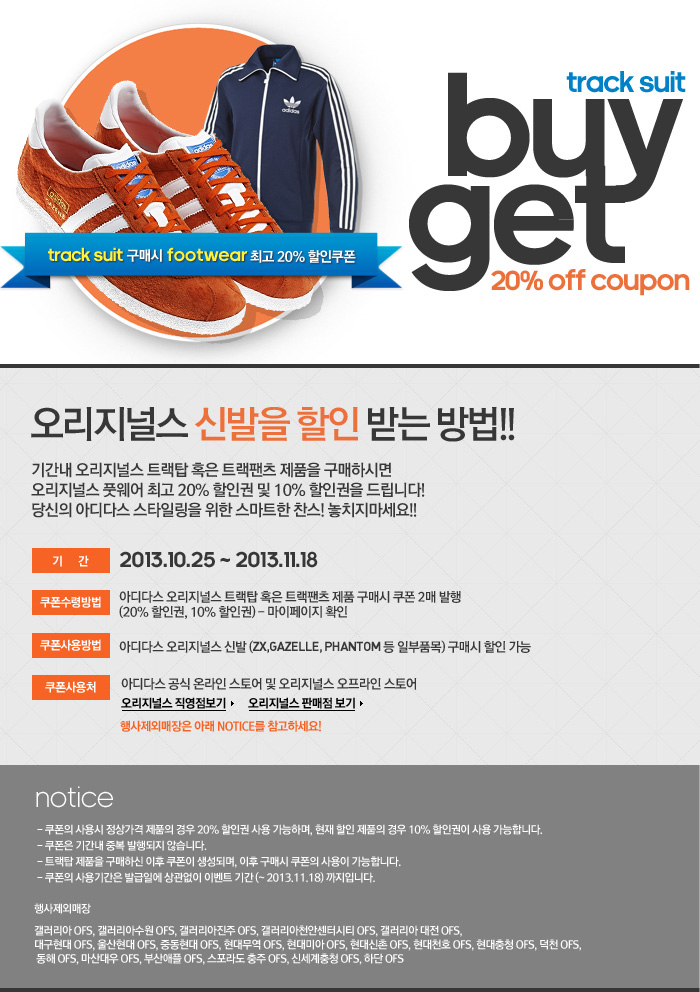 track suit
buy
get
20% off coupon
adidas
adidas
adidas
track suit 구매시 footwear 최고 20% 할인쿠폰
오리지널스 신발을 할인 받는 방법!!
기간내 오리지널스 트랙탑 혹은 트랙팬츠 제품을 구매하시면
오리지널스 풋웨어 최고 20% 할인권 및 10% 할인권을 드립니다!
당신의 아디다스 스타일링을 위한 스마트한 찬스! 놓치지마세요!!
기 간 2013.10.25 ~ 2013.11.18
쿠폰수령방법 아디다스 오리지널스 트랙탑 혹은 트랙팬츠 제품 구매시 쿠폰 2매 발행
(20% 할인권, 10% 할인권) - 마이페이지 확인
쿠폰사용방법 아디다스 오리지널스 신발 (ZX,GAZELLE, PHANTOM 등 일부품목) 구매시 할인 가능
쿠폰사용처 아디다스 공식 온라인 스토어 및 오리지널스 오프라인 스토어
오리지널스 직영점보기 오리지널스 판매점 보기
행사제외매장은 아래 NOTICE를 참고하세요!
notice
- 쿠폰의 사용시 정상가격 제품의 경우 20% 할인권 사용 가능하며, 현재 할인 제품의 경우 10% 할인권이 사용 가능합니다.
- 쿠폰은 기간내 중복 발행되지 않습니다.
- 트랙탑 제품을 구매하신 이후 쿠폰이 생성되며, 이후 구매시 쿠폰의 사용이 가능합니다.
- 쿠폰의 사용기간은 발급일에 상관없이 이벤트 기간 (~ 2013.11.18) 까지입니다.
행사제외매장
갤러리아 OFS, 갤러리아수원 OFS, 갤러리아진주 OFS, 갤러리아천안센터시티 OFS, 갤러리아 대전 OFS,
대구현대 OFS, 울산현대 OFS, 중동현대 OFS, 현대무역 OFS, 현대미아 OFS, 현대신촌 OFS, 현대천호 OFS, 현대충청 OFS, 덕천 OFS,
동해 OFS, 마산대우 OFS, 부산애플 OFS, 스포라도 충주 OFS, 신세계충청 OFS, 하단 OFS